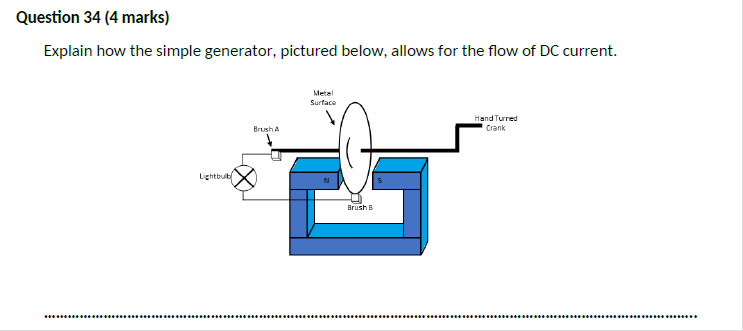 Question 34 (4 marks)
Explain how the simple generator, pictured below, allows for the flow of DC current.
Metal
Surface
Hand Turned
Crank
Brush A
Lightbulb
N
S
Brush B